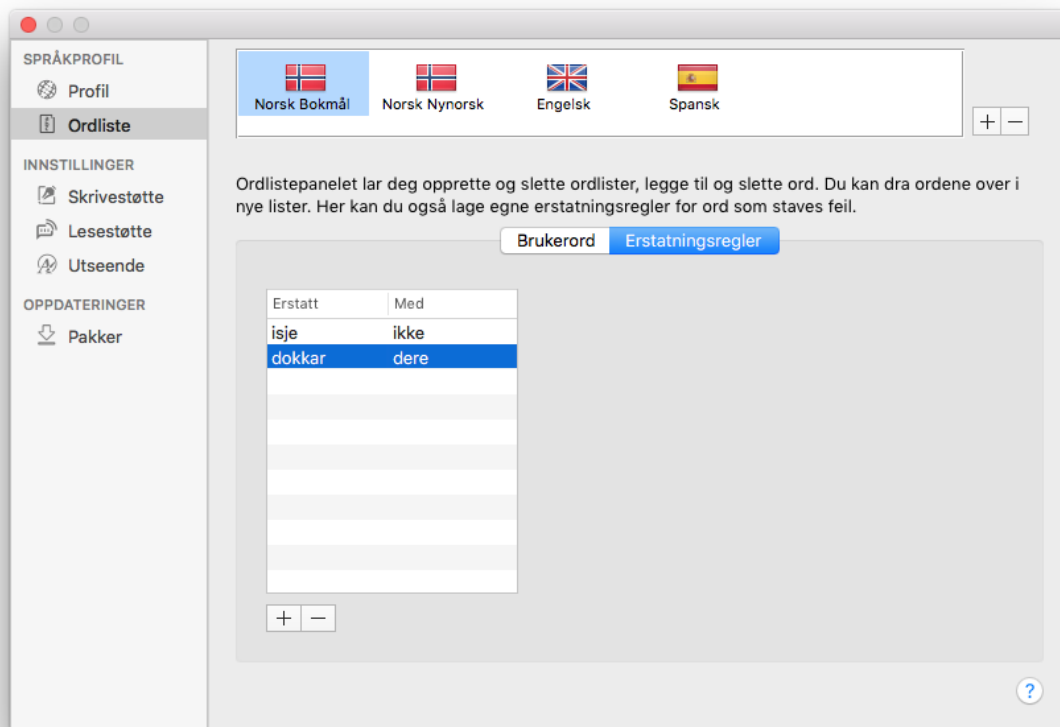 SPRÅKPROFIL
Profil
Ordliste
INNSTILLINGER
Skrivestøtte
Lesestøtte
Utseende
OPPDATERINGER
Pakker
Norsk Bokmål
Norsk Nynorsk
Engelsk
Spansk
+ −
Ordlistepanelet lar deg opprette og slette ordlister, legge til og slette ord. Du kan dra ordene over i
nye lister. Her kan du også lage egne erstatningsregler for ord som staves feil.
Brukerord Erstatningsregler
Erstatt Med
isje ikke
dokkar dere
+ −
?